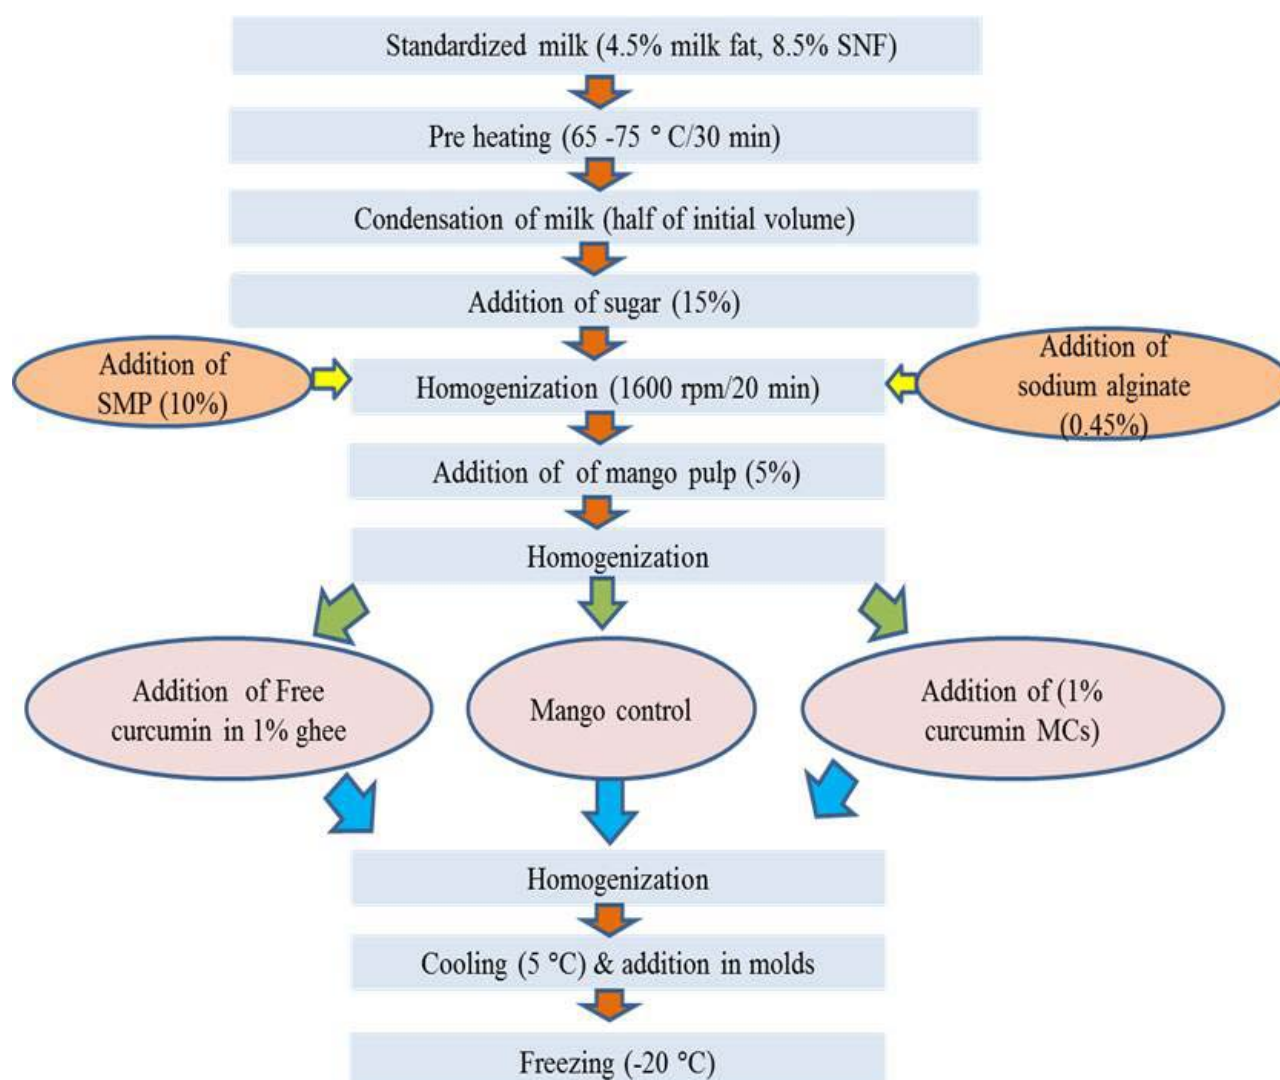 Standardized milk (4.5% milk fat, 8.5% SNF)
Pre heating (65 -75 ° C/30 min)
Condensation of milk (half of initial volume)
Addition of sugar (15%)
Addition of
SMP (10%)
Homogenization (1600 rpm/20 min)
Addition of
sodium alginate
(0.45%)
Addition of of mango pulp (5%)
Homogenization
Addition of Free
curcumin in 1% ghee
Mango control
Addition of (1%
curcumin MCs)
Homogenization
Cooling (5 °C) & addition in molds
Freezing (-20 °C)